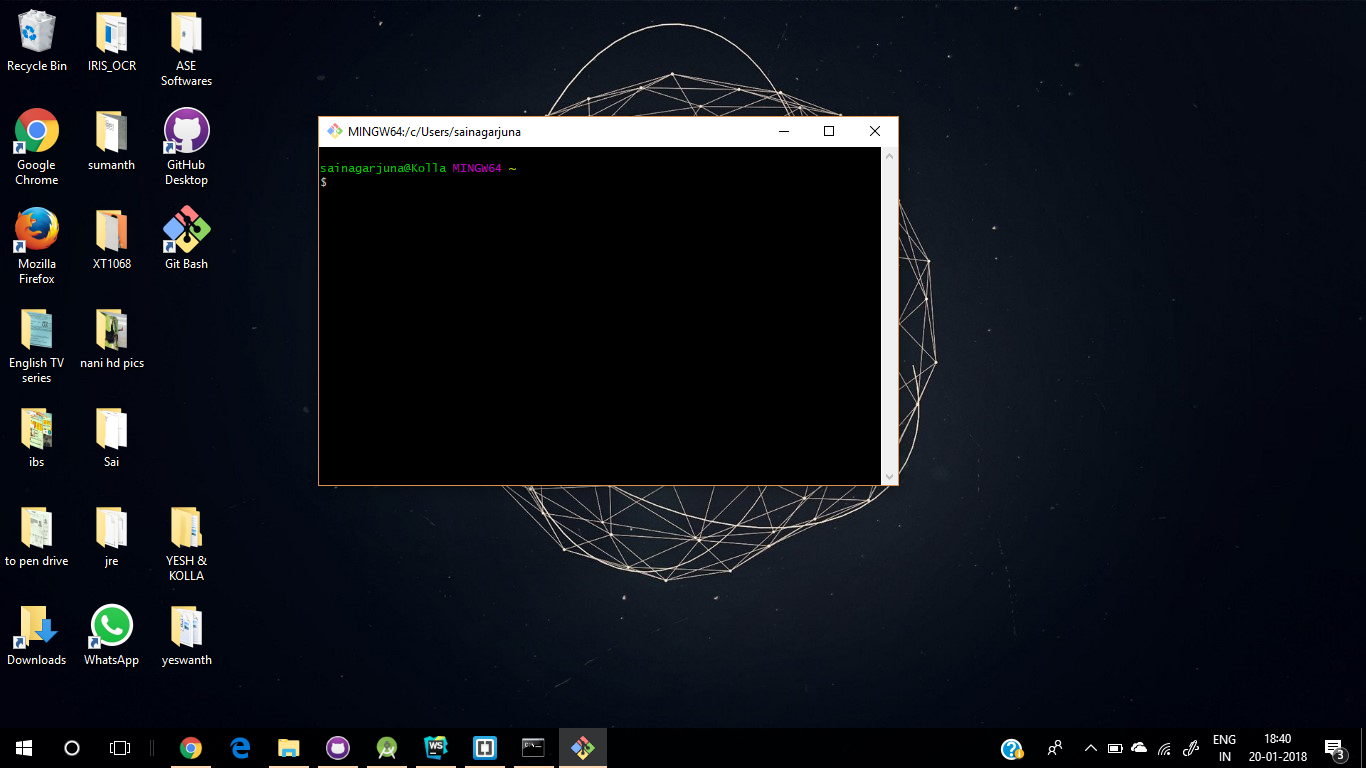 Recycle Bin
IRIS_OCR
ASE
Softwares
Google
Chrome
sumanth
GitHub
Desktop
Mozilla
Firefox
XT1068
Git Bash
English TV
series
nani hd pics
ibs
Sai
to pen drive
jre
YESH &
KOLLA
Downloads
WhatsApp
yeswanth
MINGW64:/c/Users/sainagarjuna
sainagarjuna@Kolla MINGW64 ~
$
WS
ENG
IN
18:40
20-01-2018
3